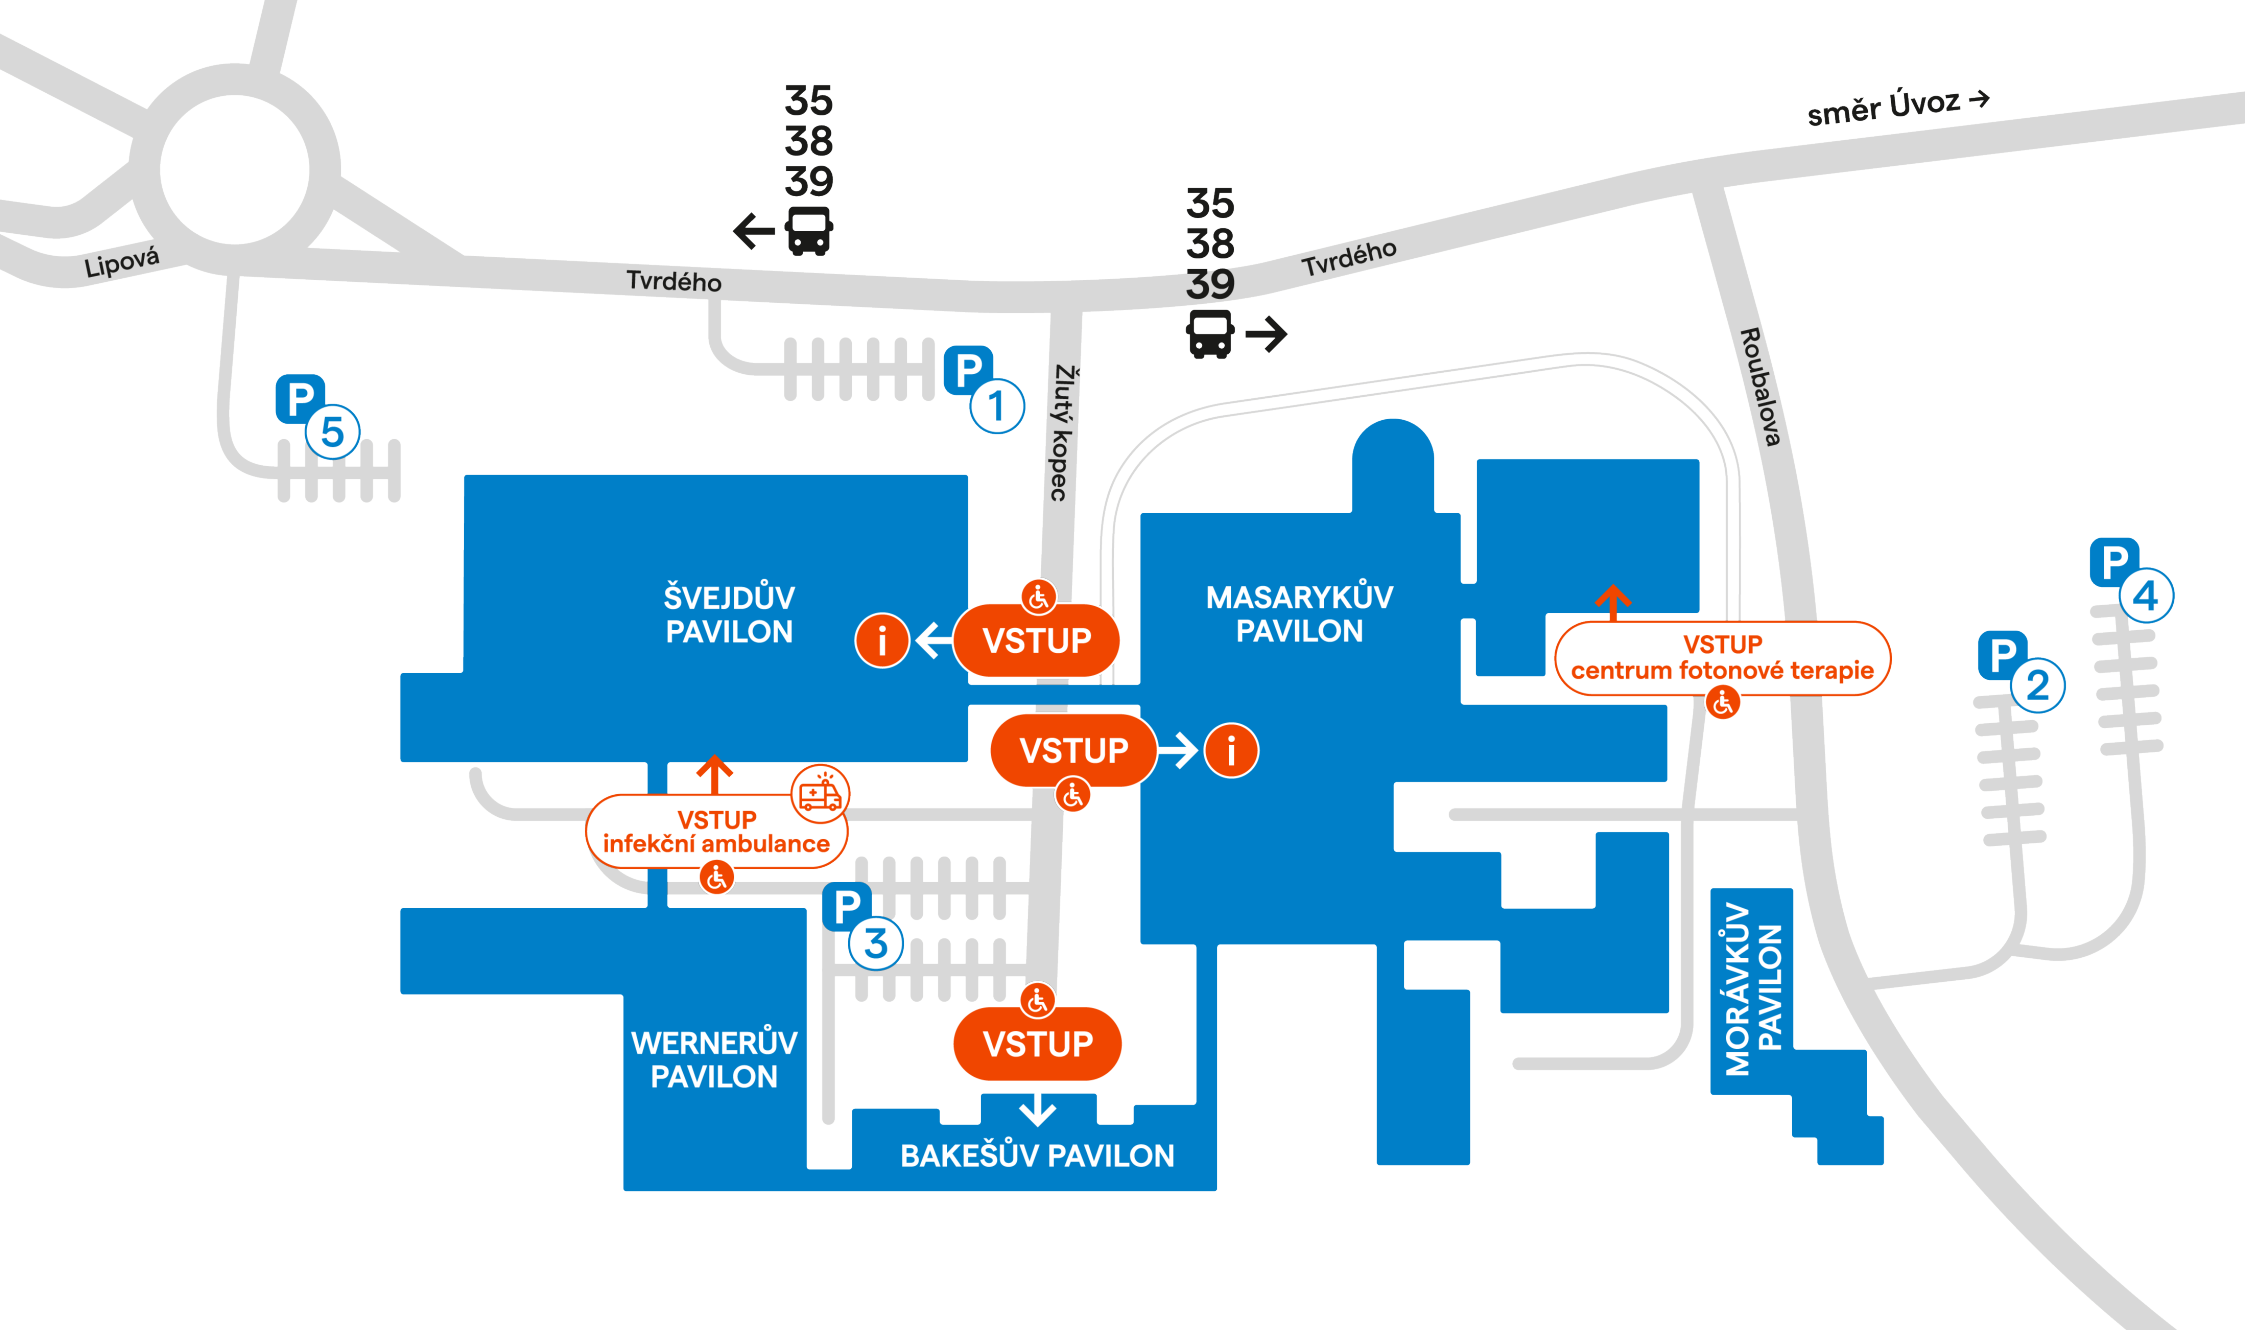 35
38
39
35
38
39
směr Úvoz →
Lipová
Tvrdého
Tvrdého
Žlutý kopec
Roubalova
P
5
P
1
P
4
P
2
ŠVEJDŮV
PAVILON
i
VSTUP
MASARYKŮV
PAVILON
VSTUP
centrum fotonové terapie
VSTUP
i
VSTUP
infekční ambulance
P
3
WERNERŮV
PAVILON
VSTUP
BAKEŠŮV PAVILON
MORÁVKŮV
PAVILON